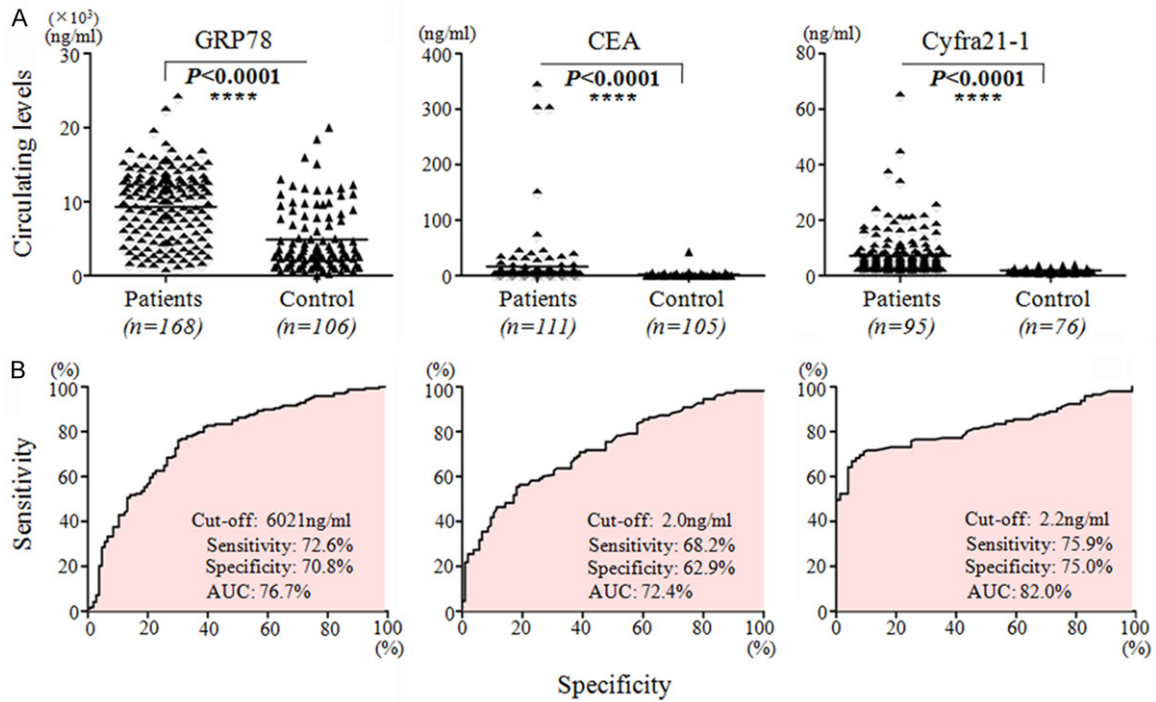 A
(×10³)
(ng/ml)
GRP78
P<0.0001
****
30
20
10
0
Circulating levels
Patients
(n=168)
Control
(n=106)
(ng/ml)
CEA
P<0.0001
****
400
300
200
100
0
Patients
(n=111)
Control
(n=105)
(ng/ml)
Cyfra21-1
P<0.0001
****
80
60
40
20
0
Patients
(n=95)
Control
(n=76)
B
(%)
100
80
60
40
20
0
Sensitivity
Cut-off: 6021ng/ml
Sensitivity: 72.6%
Specificity: 70.8%
AUC: 76.7%
0 20 40 60 80 100
(%)
(%)
100
80
60
40
20
0
Cut-off: 2.0ng/ml
Sensitivity: 68.2%
Specificity: 62.9%
AUC: 72.4%
0 20 40 60 80 100
(%)
(%)
100
80
60
40
20
0
Cut-off: 2.2ng/ml
Sensitivity: 75.9%
Specificity: 75.0%
AUC: 82.0%
0 20 40 60 80 100
(%)
Specificity